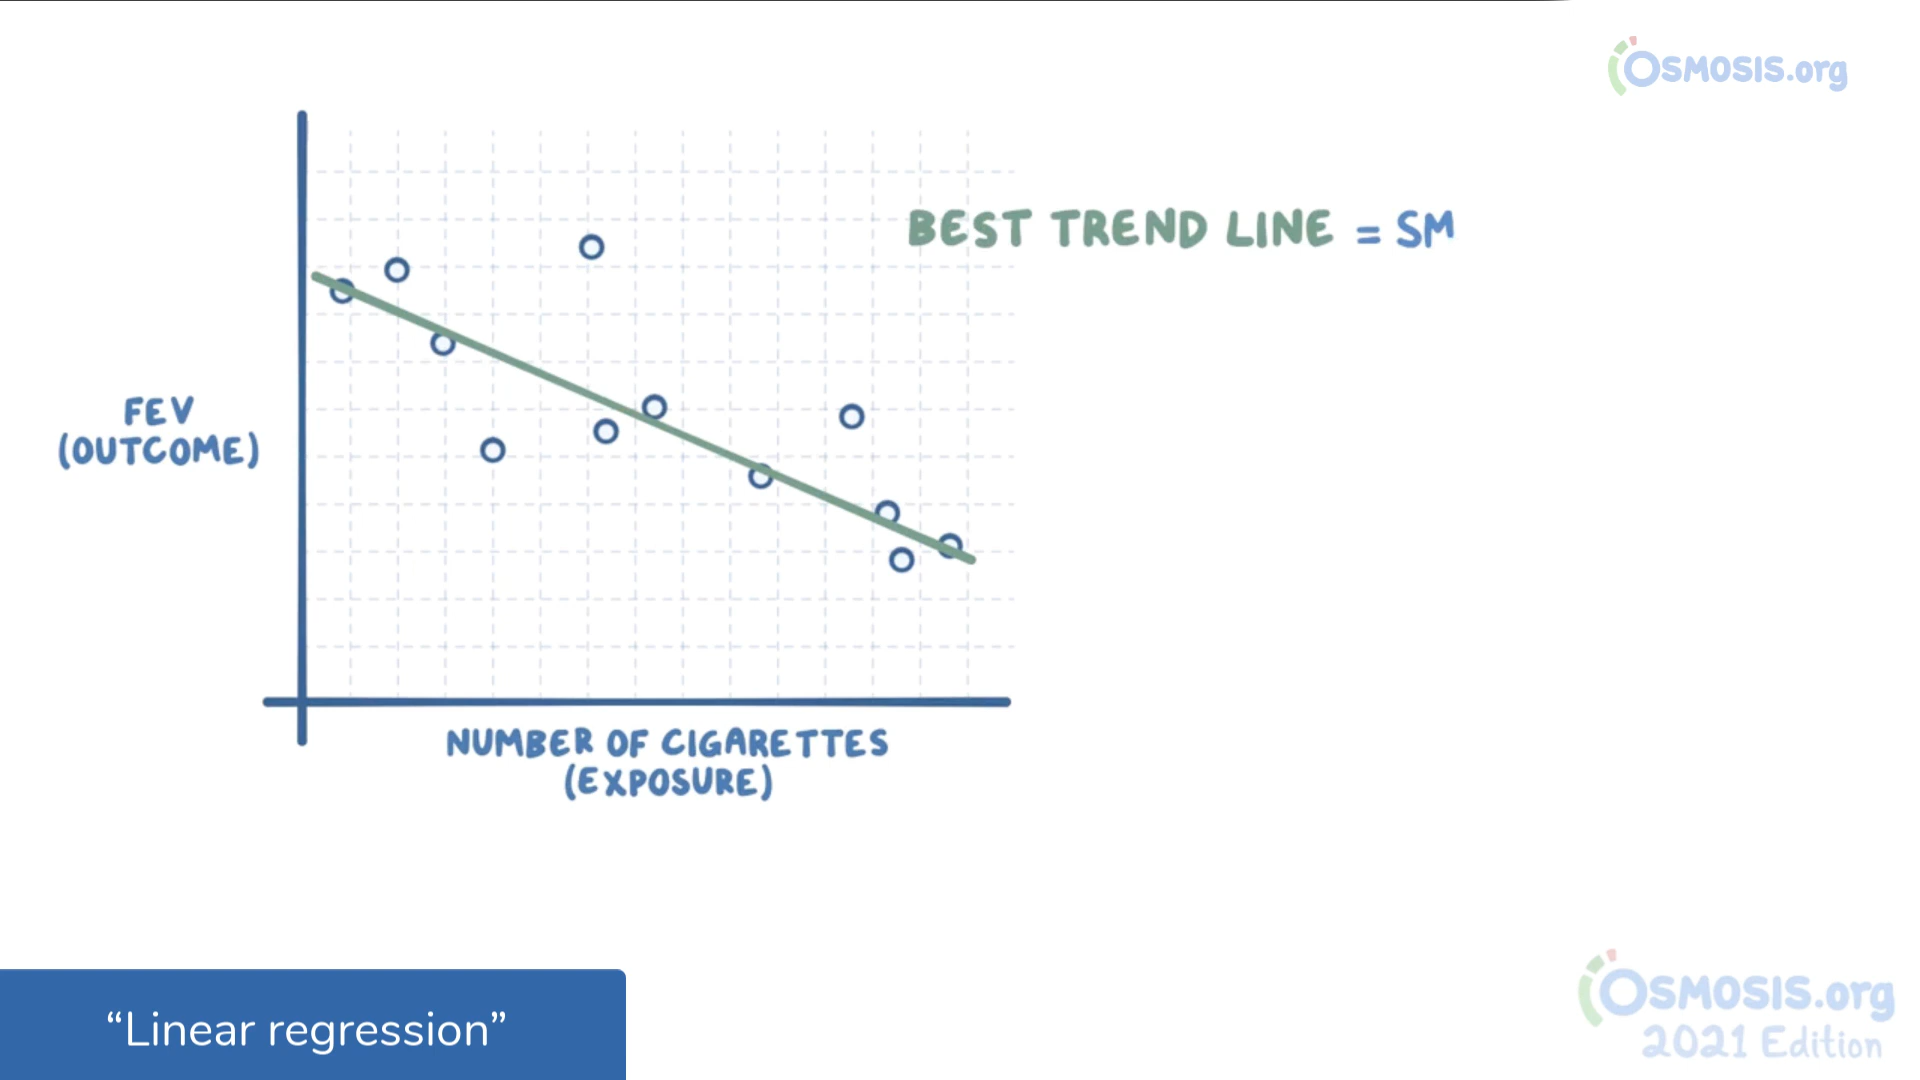 OSMOSIS.org
BEST TREND LINE = SM
FEV
(OUTCOME)
NUMBER OF CIGARETTES
(EXPOSURE)
“Linear regression”
OSMOSIS.org
2021 Edition